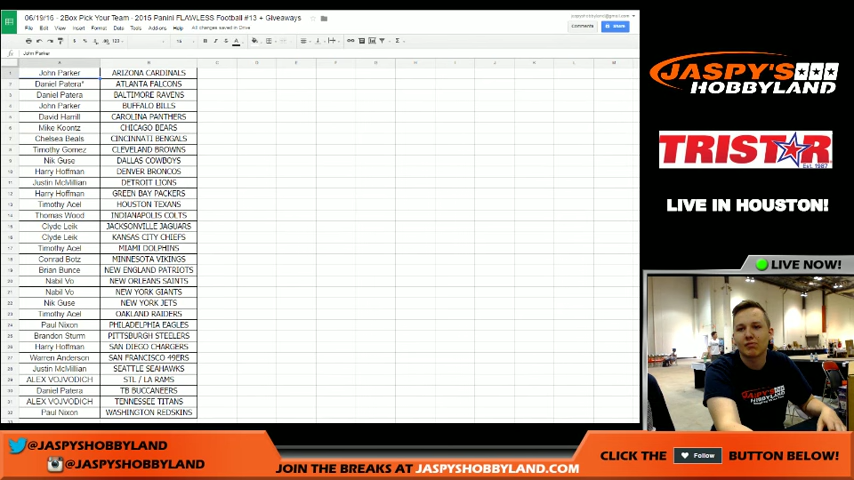 06/19/16 - 2Box Pick Your Team - 2015 Panini FLAWLESS Football #13 + Giveaways
jaspyshobbyland@gmail.com
File Edit View Insert Format Data Tools Add-ons Help All changes saved in Drive
Comments
Share
John Parker
John Parker ARIZONA CARDINALS
Daniel Patera* ATLANTA FALCONS
Daniel Patera BALTIMORE RAVENS
John Parker BUFFALO BILLS
David Harrill CAROLINA PANTHERS
Mike Koontz CHICAGO BEARS
Chelsea Beals CINCINNATI BENGALS
Timothy Gomez CLEVELAND BROWNS
Nik Guse DALLAS COWBOYS
Harry Hoffman DENVER BRONCOS
Justin McMillian DETROIT LIONS
Harry Hoffman GREEN BAY PACKERS
Timothy Acel HOUSTON TEXANS
Thomas Wood INDIANAPOLIS COLTS
Clyde Leik JACKSONVILLE JAGUARS
Clyde Leik KANSAS CITY CHIEFS
Timothy Acel MIAMI DOLPHINS
Conrad Botz MINNESOTA VIKINGS
Brian Bunce NEW ENGLAND PATRIOTS
Nabil Vo NEW ORLEANS SAINTS
Nabil Vo NEW YORK GIANTS
Nik Guse NEW YORK JETS
Timothy Acel OAKLAND RAIDERS
Paul Nixon PHILADELPHIA EAGLES
Brandon Sturm PITTSBURGH STEELERS
Harry Hoffman SAN DIEGO CHARGERS
Warren Anderson SAN FRANCISCO 49ERS
Justin McMillian SEATTLE SEAHAWKS
ALEX VOJVODICH STL / LA RAMS
Daniel Patera TB BUCCANEERS
ALEX VOJVODICH TENNESSEE TITANS
Paul Nixon WASHINGTON REDSKINS
JASPY'S
HOBBYLAND
TRISTAR
Est. 1987
LIVE IN HOUSTON!
LIVE NOW!
JASPY'S
HOBBYLAND
@JASPYSHOBBYLAND
@JASPYSHOBBYLAND
JOIN THE BREAKS AT JASPYSHOBBYLAND.COM
CLICK THE Follow BUTTON BELOW!